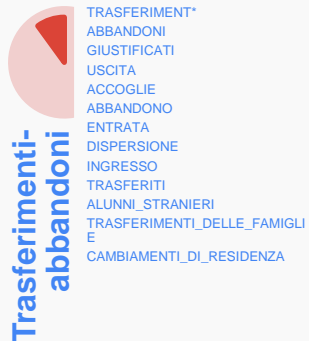 TRASFERIMENT*
ABBANDONI
GIUSTIFICATI
USCITA
ACCOGLIE
ABBANDONO
ENTRATA
DISPERSIONE
INGRESSO
TRASFERITI
ALUNNI_STRANIERI
TRASFERIMENTI_DELLE_FAMIGLI
E
CAMBIAMENTI_DI_RESIDENZA
Trasferimenti-
abbandoni